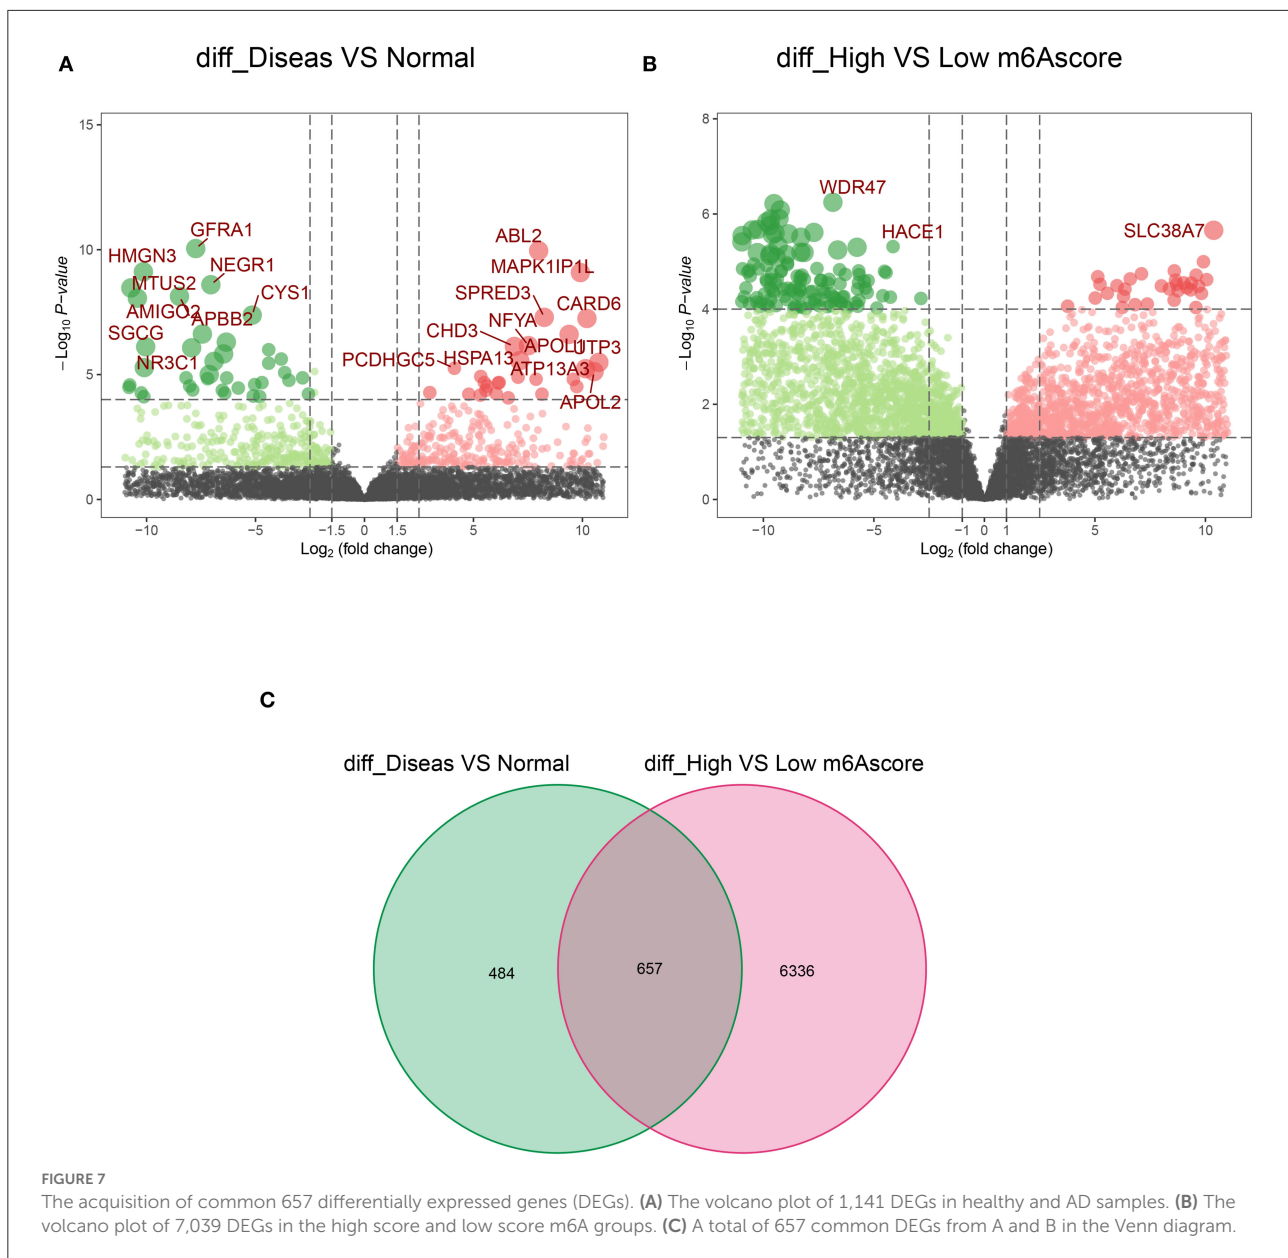 A
diff_Diseas VS Normal
15
10
5
0
−Log10 P-value
GFRA1
HMGN3
NEGR1
MTUS2
CYS1
AMIGO2
APBB2
SGCG
NR3C1
ABL2
MAPK1IP1L
SPRED3
CARD6
NFYA
CHD3
APOL1
UTP3
PCDHGC5
HSPA13
ATP13A3
APOL2
−10
−5
−1.5
0
1.5
5
10
Log2 (fold change)
B
diff_High VS Low m6Ascore
8
6
4
2
0
−Log10 P-value
WDR47
HACE1
SLC38A7
−10
−5
−1
0
1
5
10
Log2 (fold change)
C
diff_Diseas VS Normal
diff_High VS Low m6Ascore
484
657
6336
FIGURE 7
The acquisition of common 657 differentially expressed genes (DEGs). (A) The volcano plot of 1,141 DEGs in healthy and AD samples. (B) The
volcano plot of 7,039 DEGs in the high score and low score m6A groups. (C) A total of 657 common DEGs from A and B in the Venn diagram.